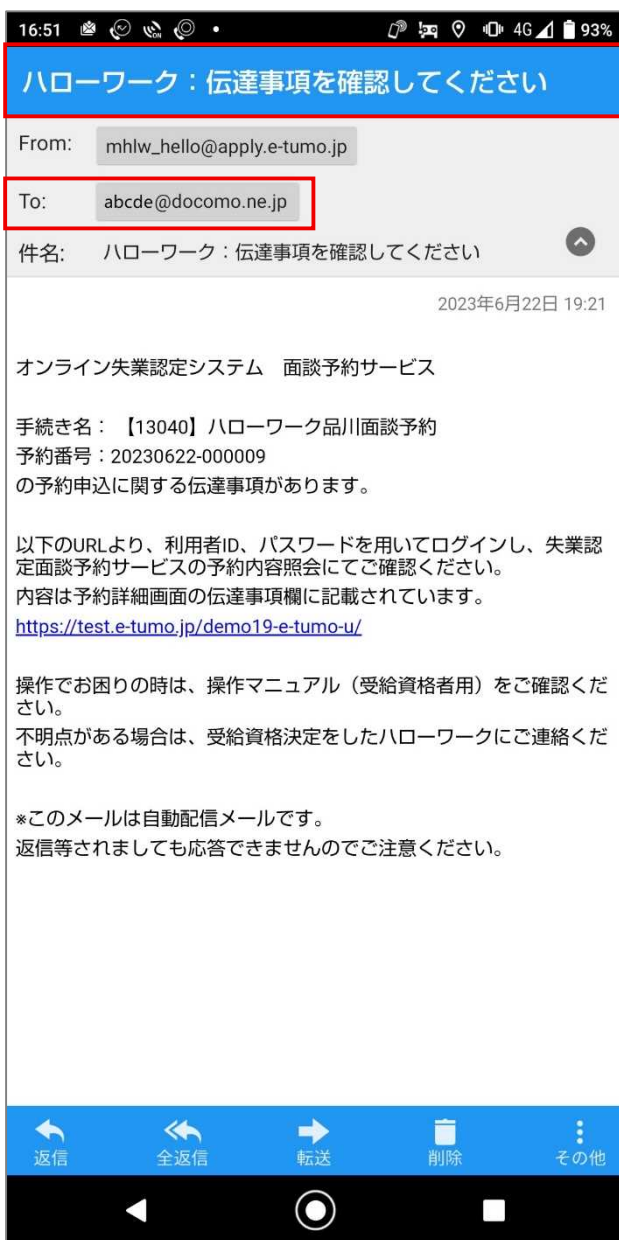 16:51
4G 93%
ハローワーク：伝達事項を確認してください
From: mhlw_hello@apply.e-tumo.jp
To: abcde@docomo.ne.jp
件名: ハローワーク：伝達事項を確認してください
2023年6月22日 19:21
オンライン失業認定システム　面談予約サービス
手続き名：【13040】ハローワーク品川面談予約
予約番号：20230622-000009
の予約申込に関する伝達事項があります。
以下のURLより、利用者ID、パスワードを用いてログインし、失業認
定面談予約サービスの予約内容照会にてご確認ください。
内容は予約詳細画面の伝達事項欄に記載されています。
https://test.e-tumo.jp/demo19-e-tumo-u/
操作でお困りの時は、操作マニュアル（受給資格者用）をご確認くだ
さい。
不明点がある場合は、受給資格決定をしたハローワークにご連絡くだ
さい。
※このメールは自動配信メールです。
返信等されましても応答できませんのでご注意ください。
返信 全返信 転送 削除 その他